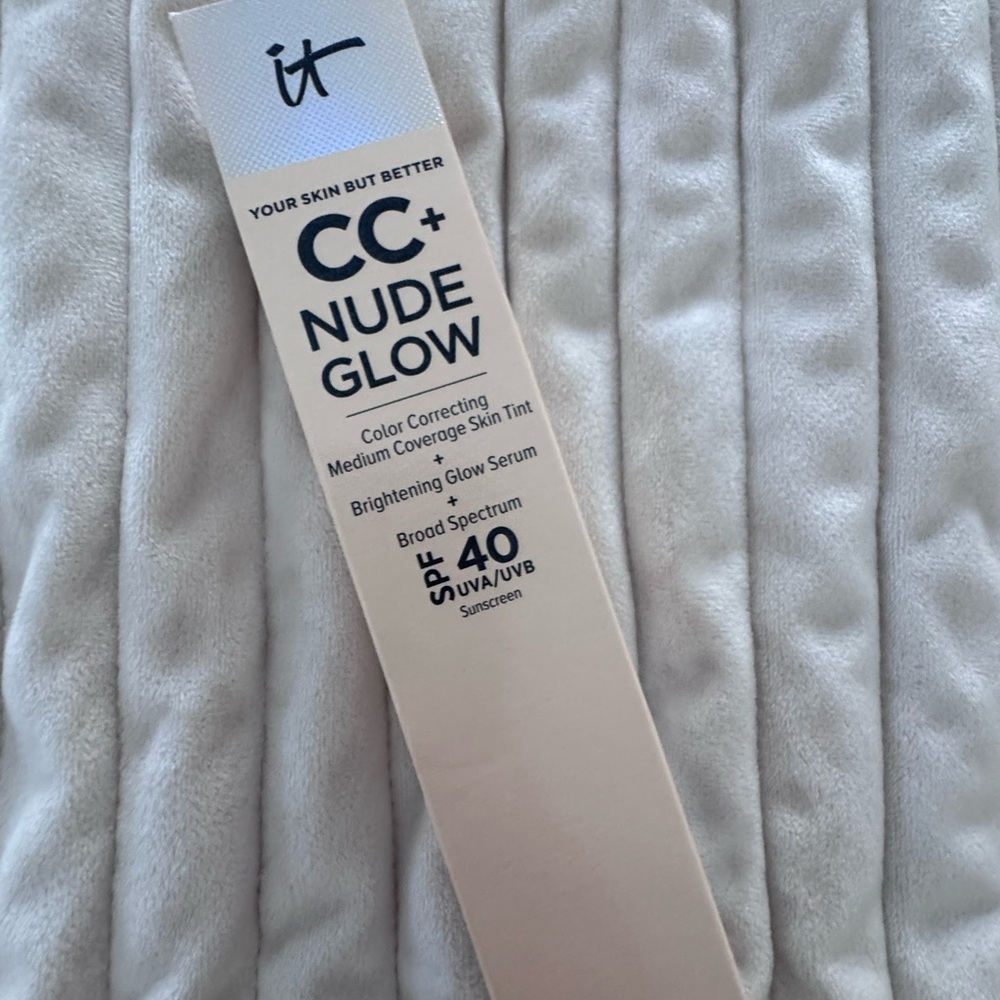 it
YOUR SKIN BUT BETTER
CC+
NUDE
GLOW
Color Correcting
Medium Coverage Skin Tint
+
Brightening Glow Serum
+
Broad Spectrum
SPF 40
UVA/UVB
Sunscreen